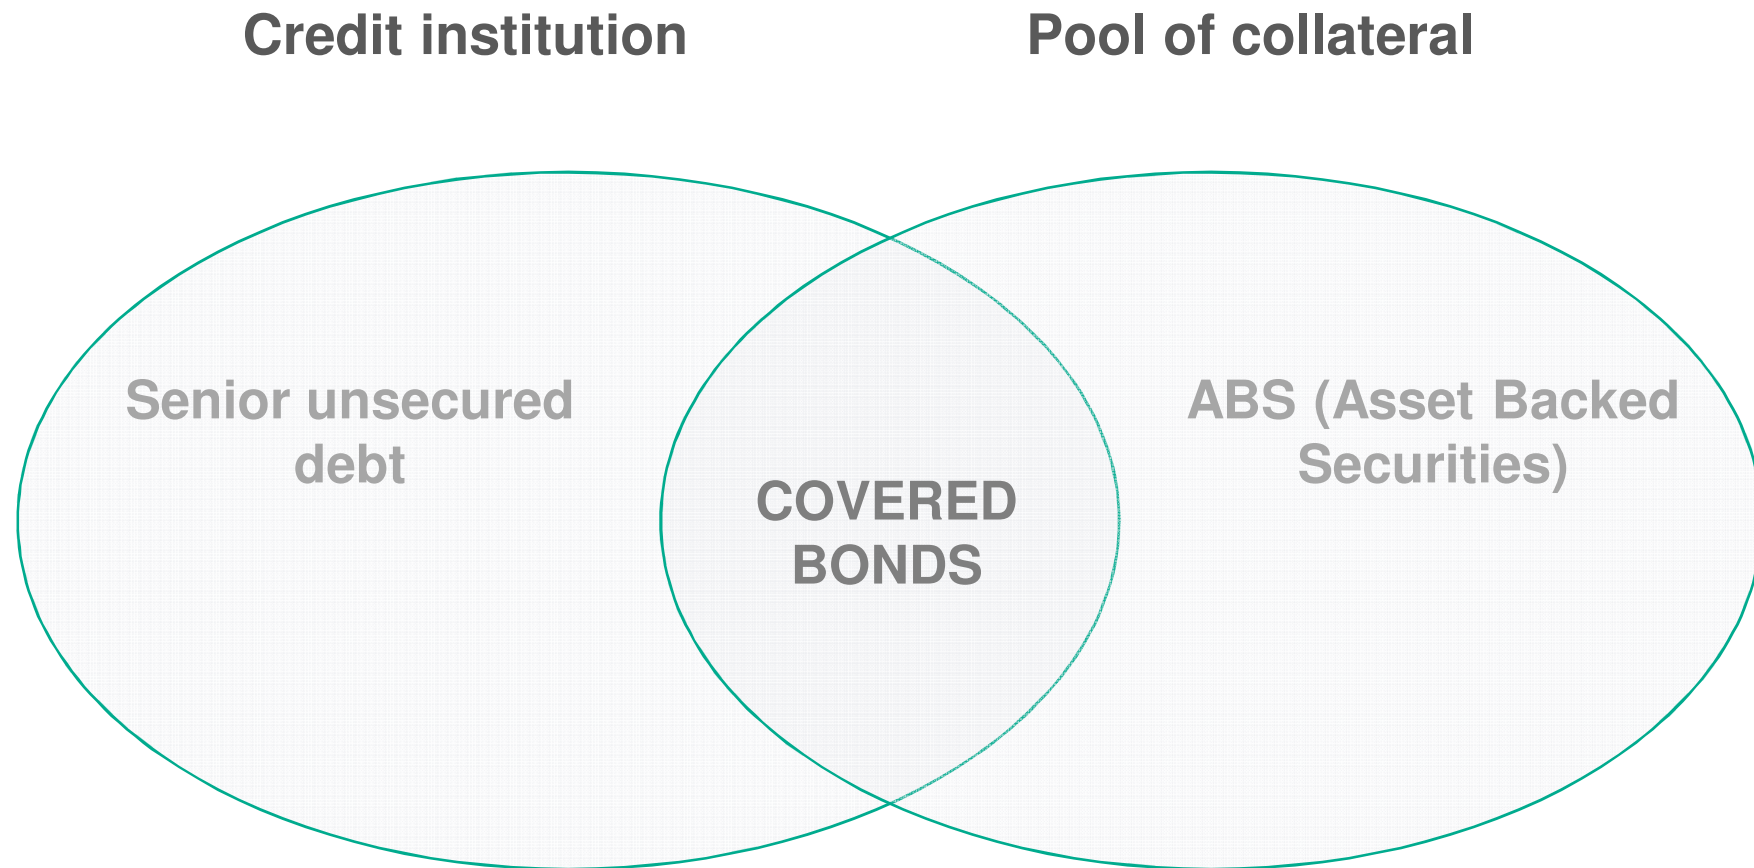 Credit institution
Pool of collateral
Senior unsecured
debt
ABS (Asset Backed
Securities)
COVERED
BONDS